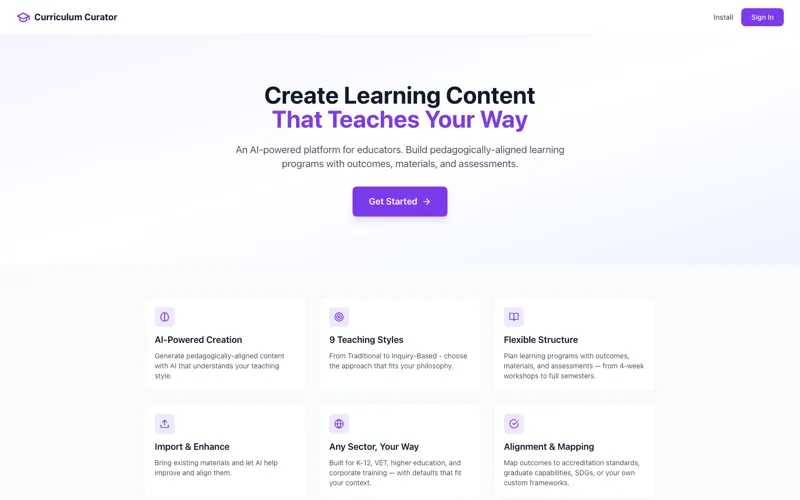 Curriculum Curator
Install
Sign In
Create Learning Content
That Teaches Your Way
An AI-powered platform for educators. Build pedagogically-aligned learning
programs with outcomes, materials, and assessments.
Get Started
AI-Powered Creation
Generate pedagogically-aligned content
with AI that understands your teaching
style.
9 Teaching Styles
From Traditional to Inquiry-Based - choose
the approach that fits your philosophy.
Flexible Structure
Plan learning programs with outcomes,
materials, and assessments — from 4-week
workshops to full semesters.
Import & Enhance
Bring existing materials and let AI help
improve and align them.
Any Sector, Your Way
Built for K-12, VET, higher education, and
corporate training — with defaults that fit
your context.
Alignment & Mapping
Map outcomes to accreditation standards,
graduate capabilities, SDGs, or your own
custom frameworks.